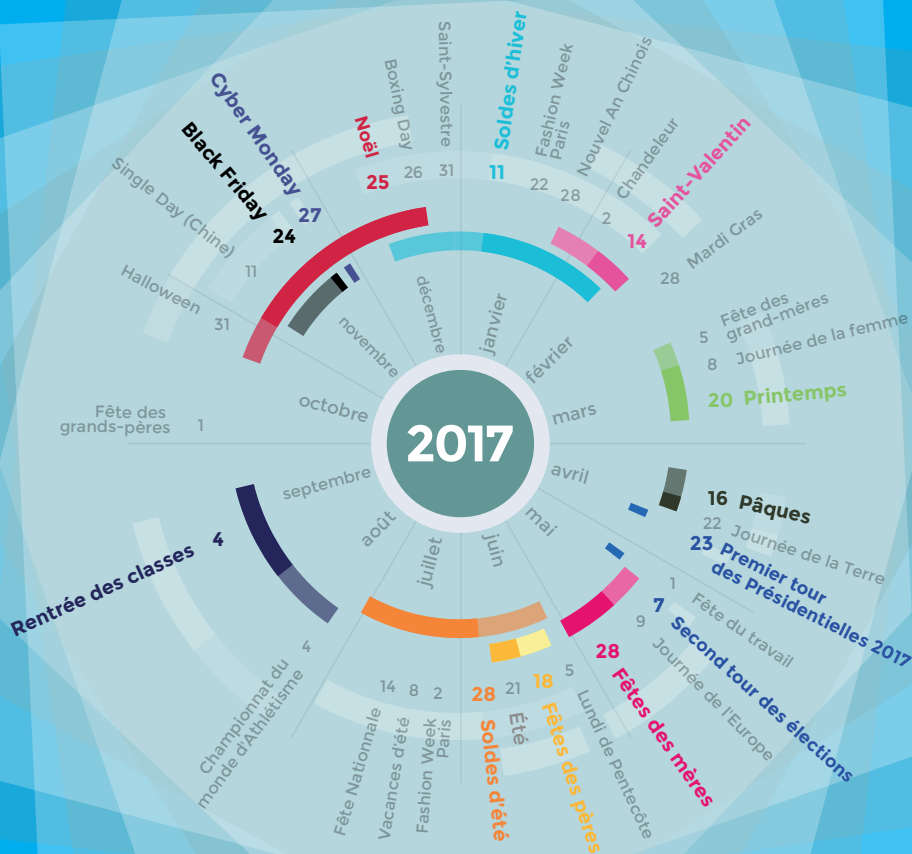 2017
janvier
11 Soldes d'hiver
22 Fashion Week
Paris
28 Nouvel An Chinois
février
2 Chandeleur
14 Saint-Valentin
28 Mardi Gras
mars
5 Fête des
grand-mères
8 Journée de la femme
20 Printemps
avril
16 Pâques
22 Journée de la Terre
23 Premier tour
des Présidentielles 2017
mai
1 Fête du travail
7 Second tour des élections
9 Journée de l'Europe
28 Fêtes des mères
juin
5 Lundi de Pentecôte
18 Fêtes des pères
21 Été
28 Soldes d'été
juillet
2 Fashion Week
Paris
8 Vacances d'été
14 Fête Nationale
août
4 Championnat du
monde d'Athlétisme
septembre
4 Rentrée des classes
octobre
1 Fête des
grands-pères
31 Halloween
novembre
11 Single Day (Chine)
24 Black Friday
27 Cyber Monday
décembre
25 Noël
26 Boxing Day
31 Saint-Sylvestre